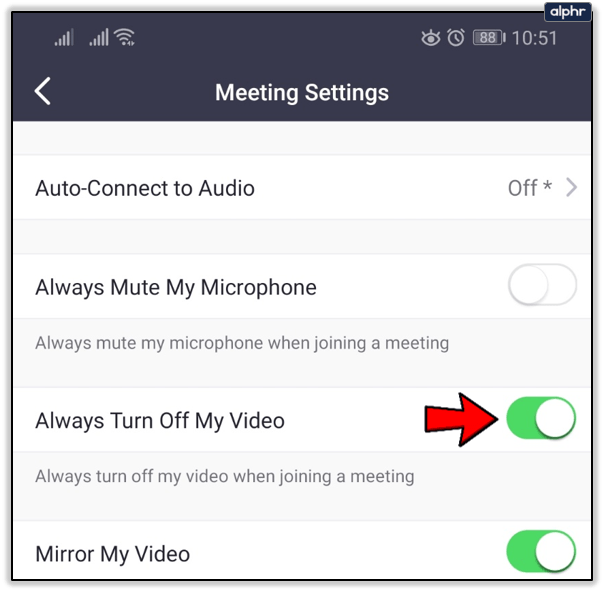 alphr
88 10:51
Meeting Settings
Auto-Connect to Audio Off *
Always Mute My Microphone
Always mute my microphone when joining a meeting
Always Turn Off My Video
Always turn off my video when joining a meeting
Mirror My Video